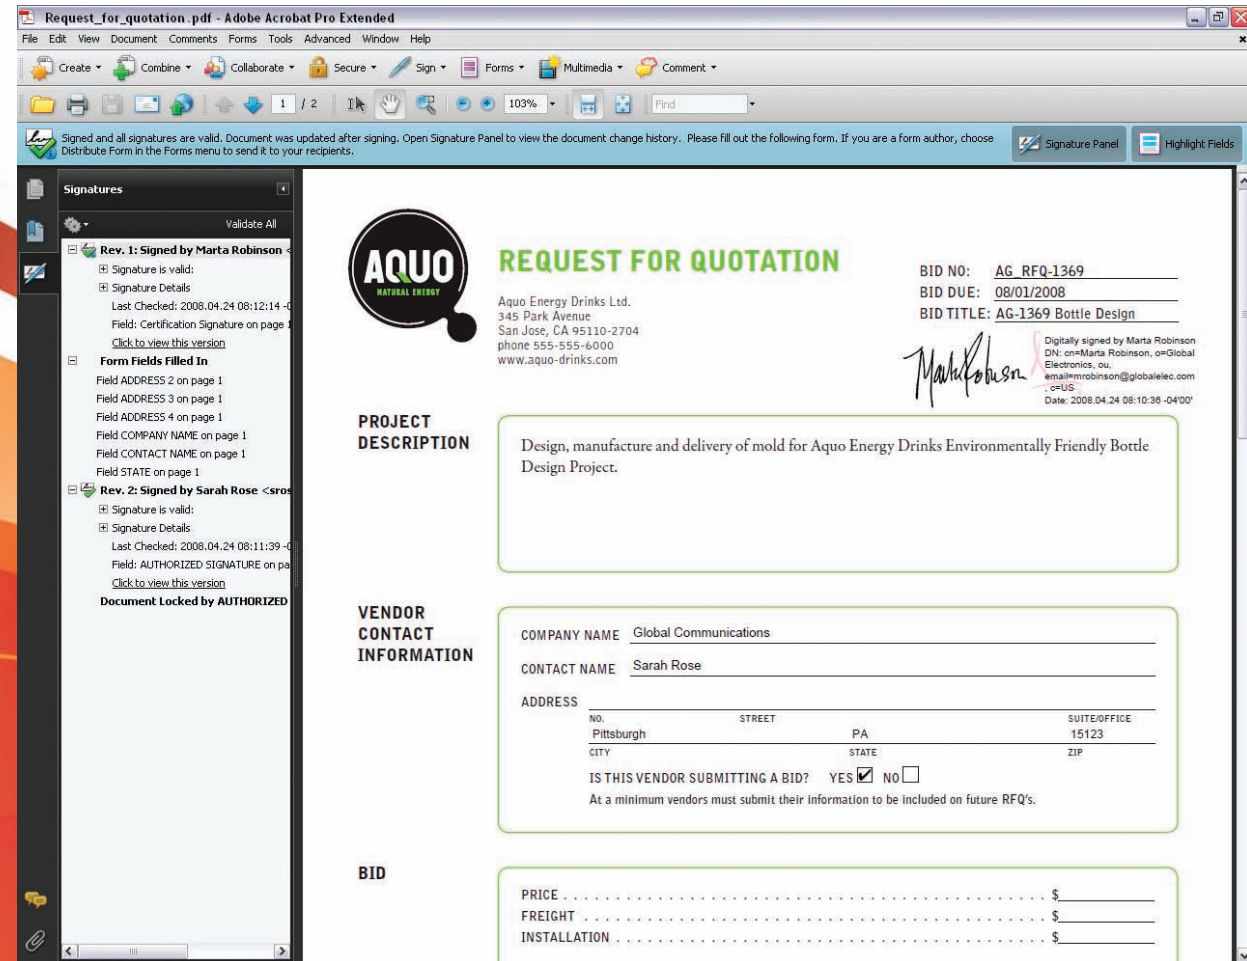 Request_for_quotation.pdf - Adobe Acrobat Pro Extended
File Edit View Document Comments Forms Tools Advanced Window Help
Create Combine Collaborate Secure Sign Forms Multimedia Comment
1 / 2 103% Find
Signed and all signatures are valid. Document was updated after signing. Open Signature Panel to view the document change history. Please fill out the following form. If you are a form author, choose
Distribute Form in the Forms menu to send it to your recipients.
Signature Panel
Highlight Fields
Signatures
Validate All
Rev. 1: Signed by Marta Robinson <
Signature is valid:
Signature Details
Last Checked: 2008.04.24 08:12:14 -0
Field: Certification Signature on page 1
Click to view this version
Form Fields Filled In
Field ADDRESS 2 on page 1
Field ADDRESS 3 on page 1
Field ADDRESS 4 on page 1
Field COMPANY NAME on page 1
Field CONTACT NAME on page 1
Field STATE on page 1
Rev. 2: Signed by Sarah Rose <sros
Signature is valid:
Signature Details
Last Checked: 2008.04.24 08:11:39 -0
Field: AUTHORIZED SIGNATURE on pa
Click to view this version
Document Locked by AUTHORIZED
AQUO
NATURAL ENERGY
REQUEST FOR QUOTATION
Aquo Energy Drinks Ltd.
345 Park Avenue
San Jose, CA 95110-2704
phone 555-555-6000
www.aquo-drinks.com
BID NO: AG_RFQ-1369
BID DUE: 08/01/2008
BID TITLE: AG-1369 Bottle Design
Marta Robinson
Digitally signed by Marta Robinson
DN: cn=Marta Robinson, o=Global
Electronics, ou,
email=mrobinson@globalelec.com
, c=US
Date: 2008.04.24 08:10:36 -04'00'
PROJECT
DESCRIPTION
Design, manufacture and delivery of mold for Aquo Energy Drinks Environmentally Friendly Bottle
Design Project.
VENDOR
CONTACT
INFORMATION
COMPANY NAME Global Communications
CONTACT NAME Sarah Rose
ADDRESS
NO. STREET SUITE/OFFICE
Pittsburgh PA 15123
CITY STATE ZIP
IS THIS VENDOR SUBMITTING A BID? YES NO
At a minimum vendors must submit their information to be included on future RFQ's.
BID
PRICE . . . . . . . . . . . . . . . . . . . . $
FREIGHT . . . . . . . . . . . . . . . . . . . . $
INSTALLATION . . . . . . . . . . . . . . . . . . . . $